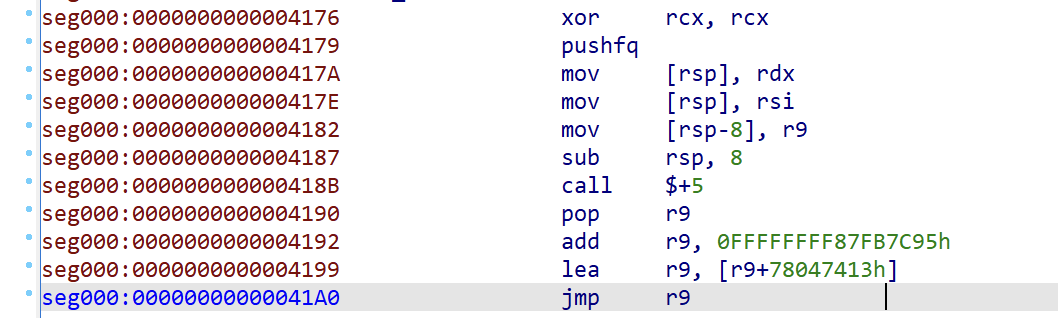 seg000:0000000000004176 xor rcx, rcx
seg000:0000000000004179 pushfq
seg000:000000000000417A mov [rsp], rdx
seg000:000000000000417E mov [rsp], rsi
seg000:0000000000004182 mov [rsp-8], r9
seg000:0000000000004187 sub rsp, 8
seg000:000000000000418B call $+5
seg000:0000000000004190 pop r9
seg000:0000000000004192 add r9, 0FFFFFFFF87FB7C95h
seg000:0000000000004199 lea r9, [r9+78047413h]
seg000:00000000000041A0 jmp r9